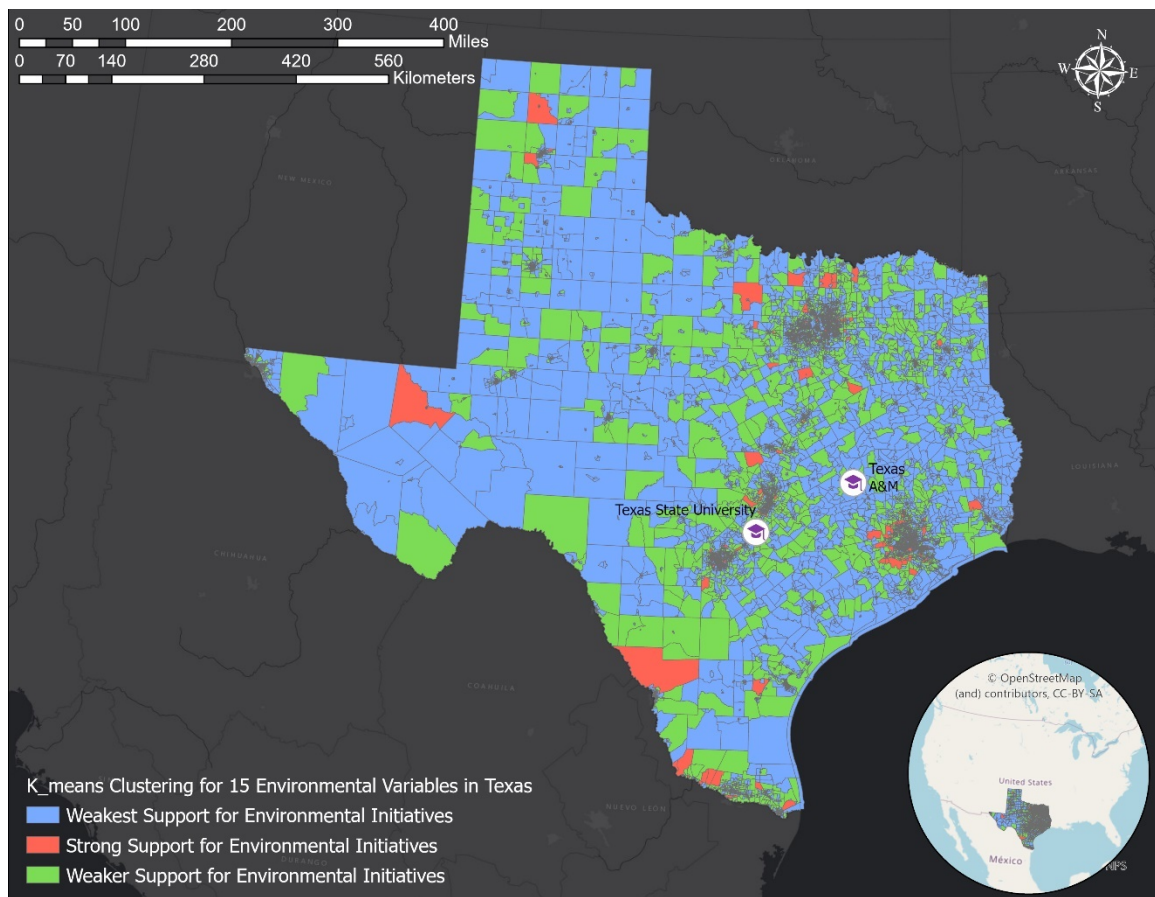 0 50 100 200 300 400
Miles
0 70 140 280 420 560
Kilometers
N
W E
S
OKLAHOMA
ARKANSAS
NEW MEXICO
Texas
A&M
LOUISIANA
Texas State University
CHIHUAHUA
COAHUILA
© OpenStreetMap
(and) contributors, CC-BY-SA
United States
México
NUEVO LEON
DURANGO
K_means Clustering for 15 Environmental Variables in Texas
Weakest Support for Environmental Initiatives
Strong Support for Environmental Initiatives
Weaker Support for Environmental Initiatives